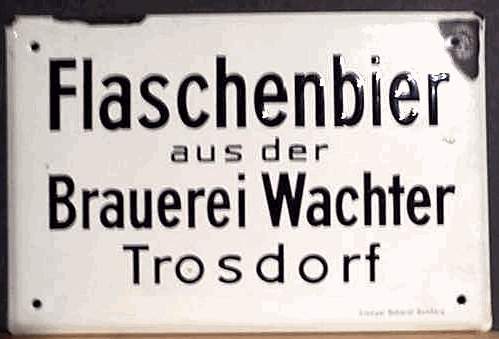 Flaschenbier
aus der
Brauerei Wachter
Trosdorf